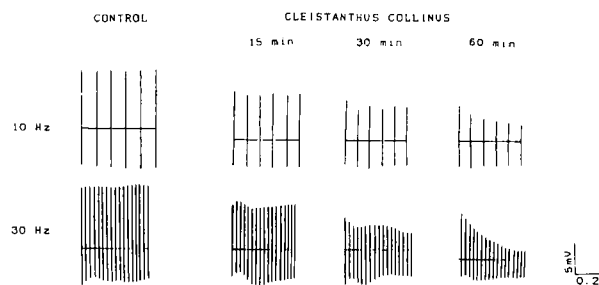 CONTROL
CLEISTANTHUS COLLINUS
15 min
30 min
60 min
10 Hz
30 Hz
5mV
0.2